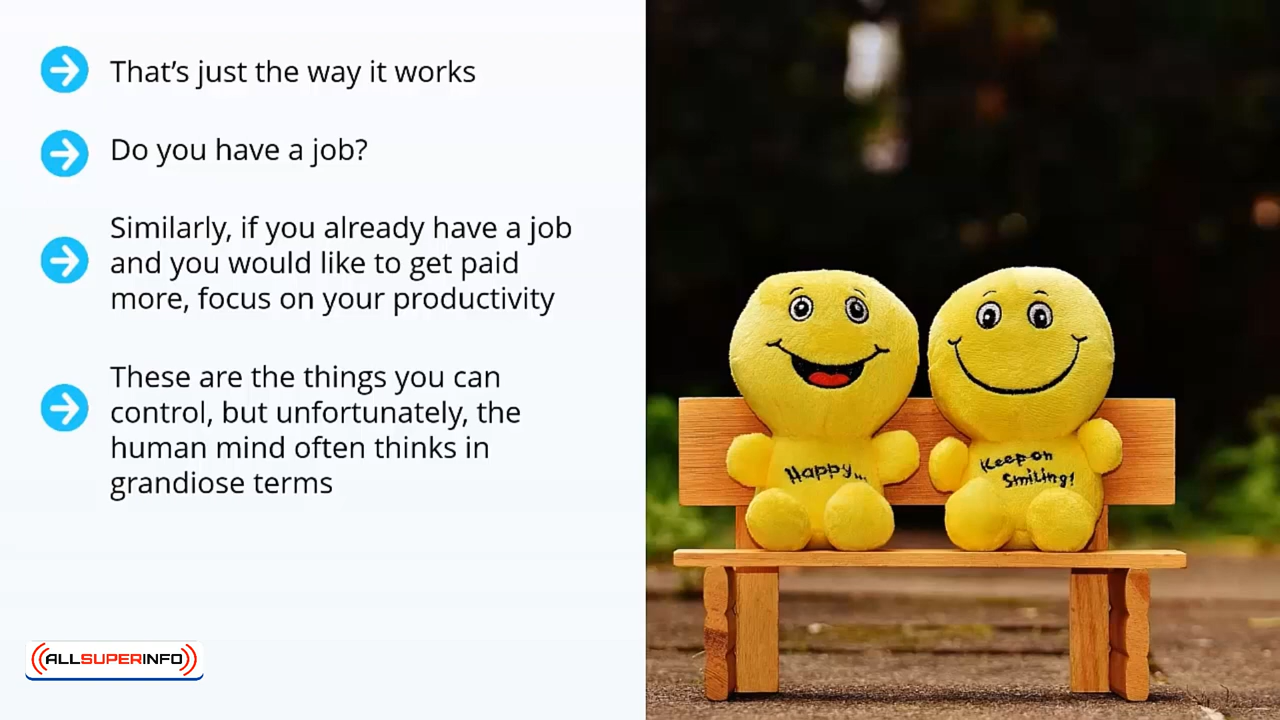 That’s just the way it works
Do you have a job?
Similarly, if you already have a job
and you would like to get paid
more, focus on your productivity
These are the things you can
control, but unfortunately, the
human mind often thinks in
grandiose terms
ALLSUPERINFO
Happy...
Keep on
Smiling!